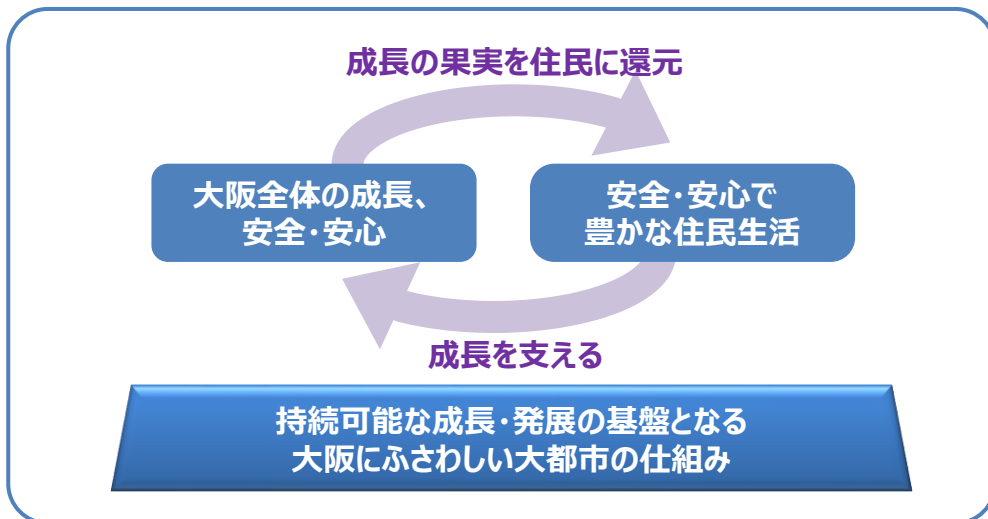 成長の果実を住民に還元
大阪全体の成長、
安全・安心
安全・安心で
豊かな住民生活
成長を支える
持続可能な成長・発展の基盤となる
大阪にふさわしい大都市の仕組み